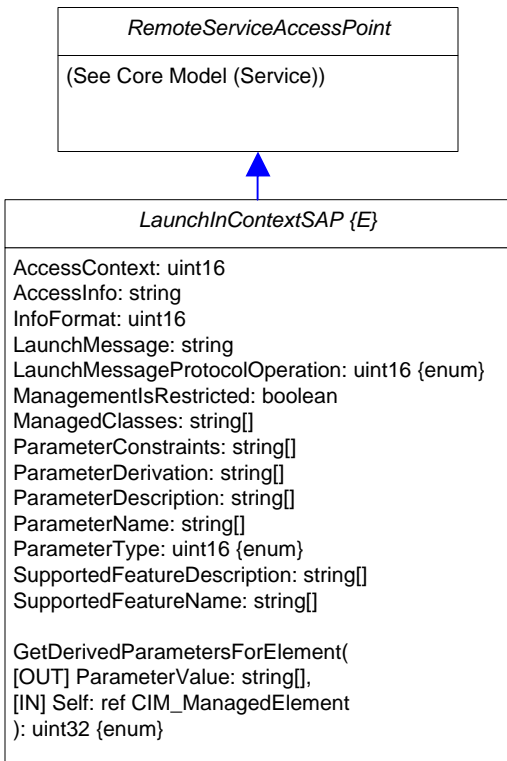 RemoteServiceAccessPoint
(See Core Model (Service))
LaunchInContextSAP {E}
AccessContext: uint16
AccessInfo: string
InfoFormat: uint16
LaunchMessage: string
LaunchMessageProtocolOperation: uint16 {enum}
ManagementIsRestricted: boolean
ManagedClasses: string[]
ParameterConstraints: string[]
ParameterDerivation: string[]
ParameterDescription: string[]
ParameterName: string[]
ParameterType: uint16 {enum}
SupportedFeatureDescription: string[]
SupportedFeatureName: string[]
GetDerivedParametersForElement(
[OUT] ParameterValue: string[],
[IN] Self: ref CIM_ManagedElement
): uint32 {enum}